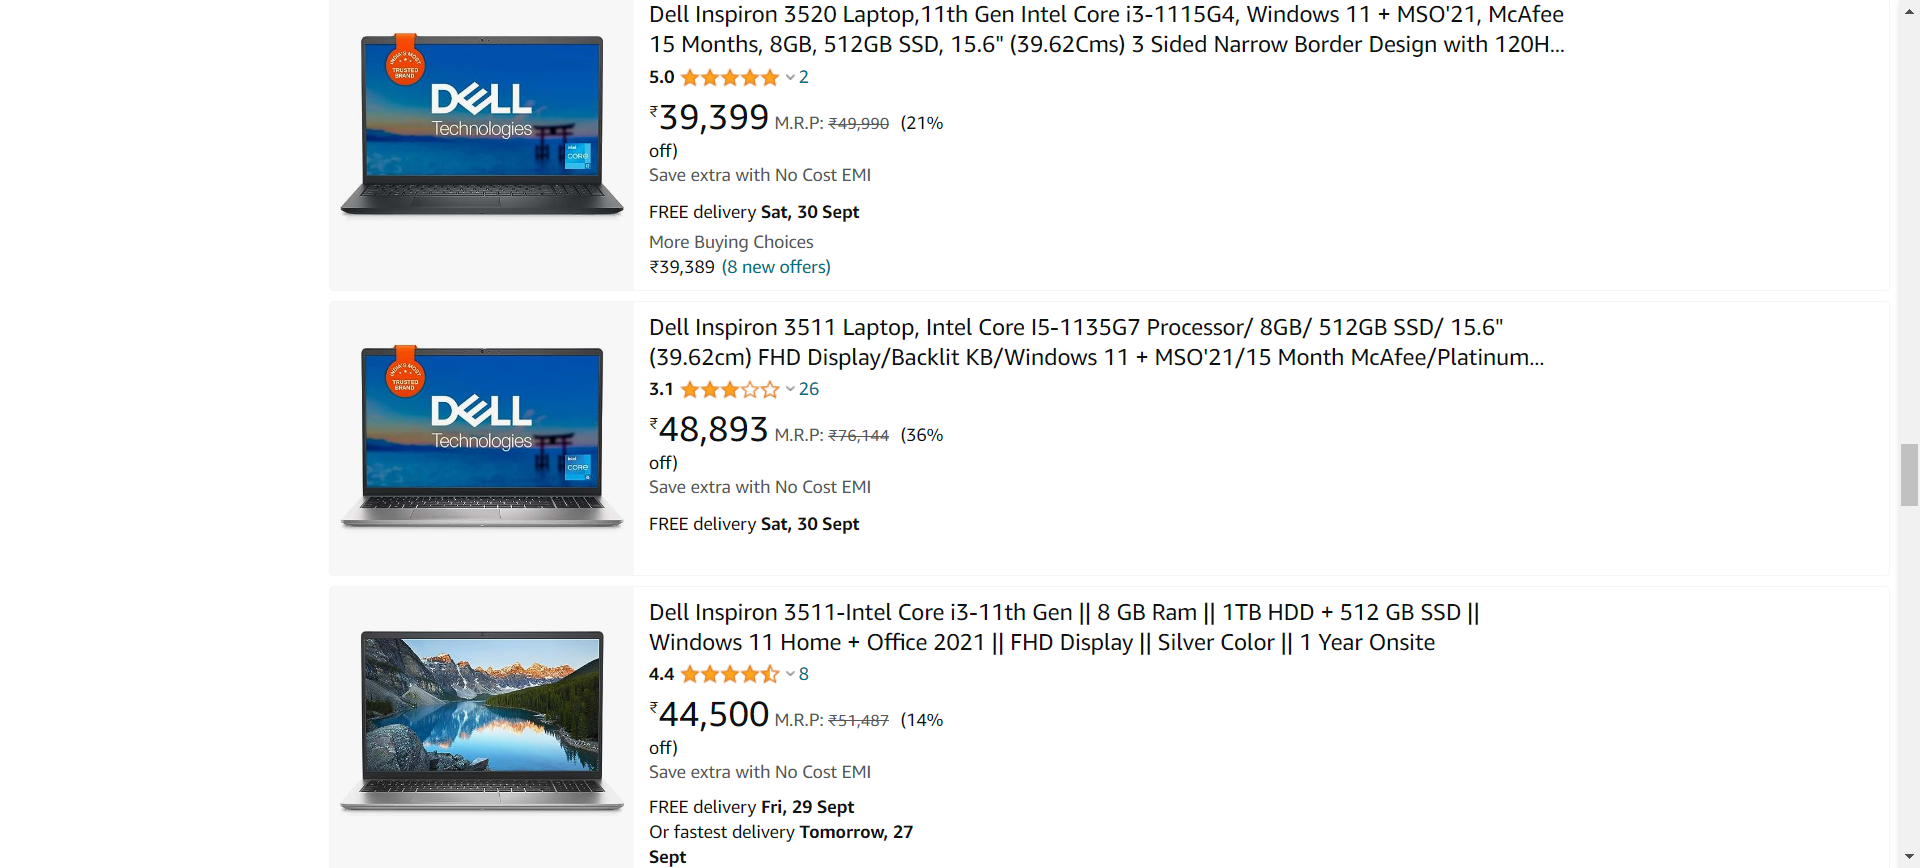 Dell Inspiron 3520 Laptop,11th Gen Intel Core i3-1115G4, Windows 11 + MSO'21, McAfee
15 Months, 8GB, 512GB SSD, 15.6" (39.62Cms) 3 Sided Narrow Border Design with 120H...
5.0
2
₹39,399 M.R.P: ₹49,990 (21%
off)
Save extra with No Cost EMI
FREE delivery Sat, 30 Sept
More Buying Choices
₹39,389 (8 new offers)
INDIA'S MOST
TRUSTED
BRAND
DELL
Technologies
intel
CORE
Dell Inspiron 3511 Laptop, Intel Core I5-1135G7 Processor/ 8GB/ 512GB SSD/ 15.6"
(39.62cm) FHD Display/Backlit KB/Windows 11 + MSO'21/15 Month McAfee/Platinum...
3.1
26
₹48,893 M.R.P: ₹76,144 (36%
off)
Save extra with No Cost EMI
FREE delivery Sat, 30 Sept
INDIA'S MOST
TRUSTED
BRAND
DELL
Technologies
intel
CORE
Dell Inspiron 3511-Intel Core i3-11th Gen || 8 GB Ram || 1TB HDD + 512 GB SSD ||
Windows 11 Home + Office 2021 || FHD Display || Silver Color || 1 Year Onsite
4.4
8
₹44,500 M.R.P: ₹51,487 (14%
off)
Save extra with No Cost EMI
FREE delivery Fri, 29 Sept
Or fastest delivery Tomorrow, 27
Sept